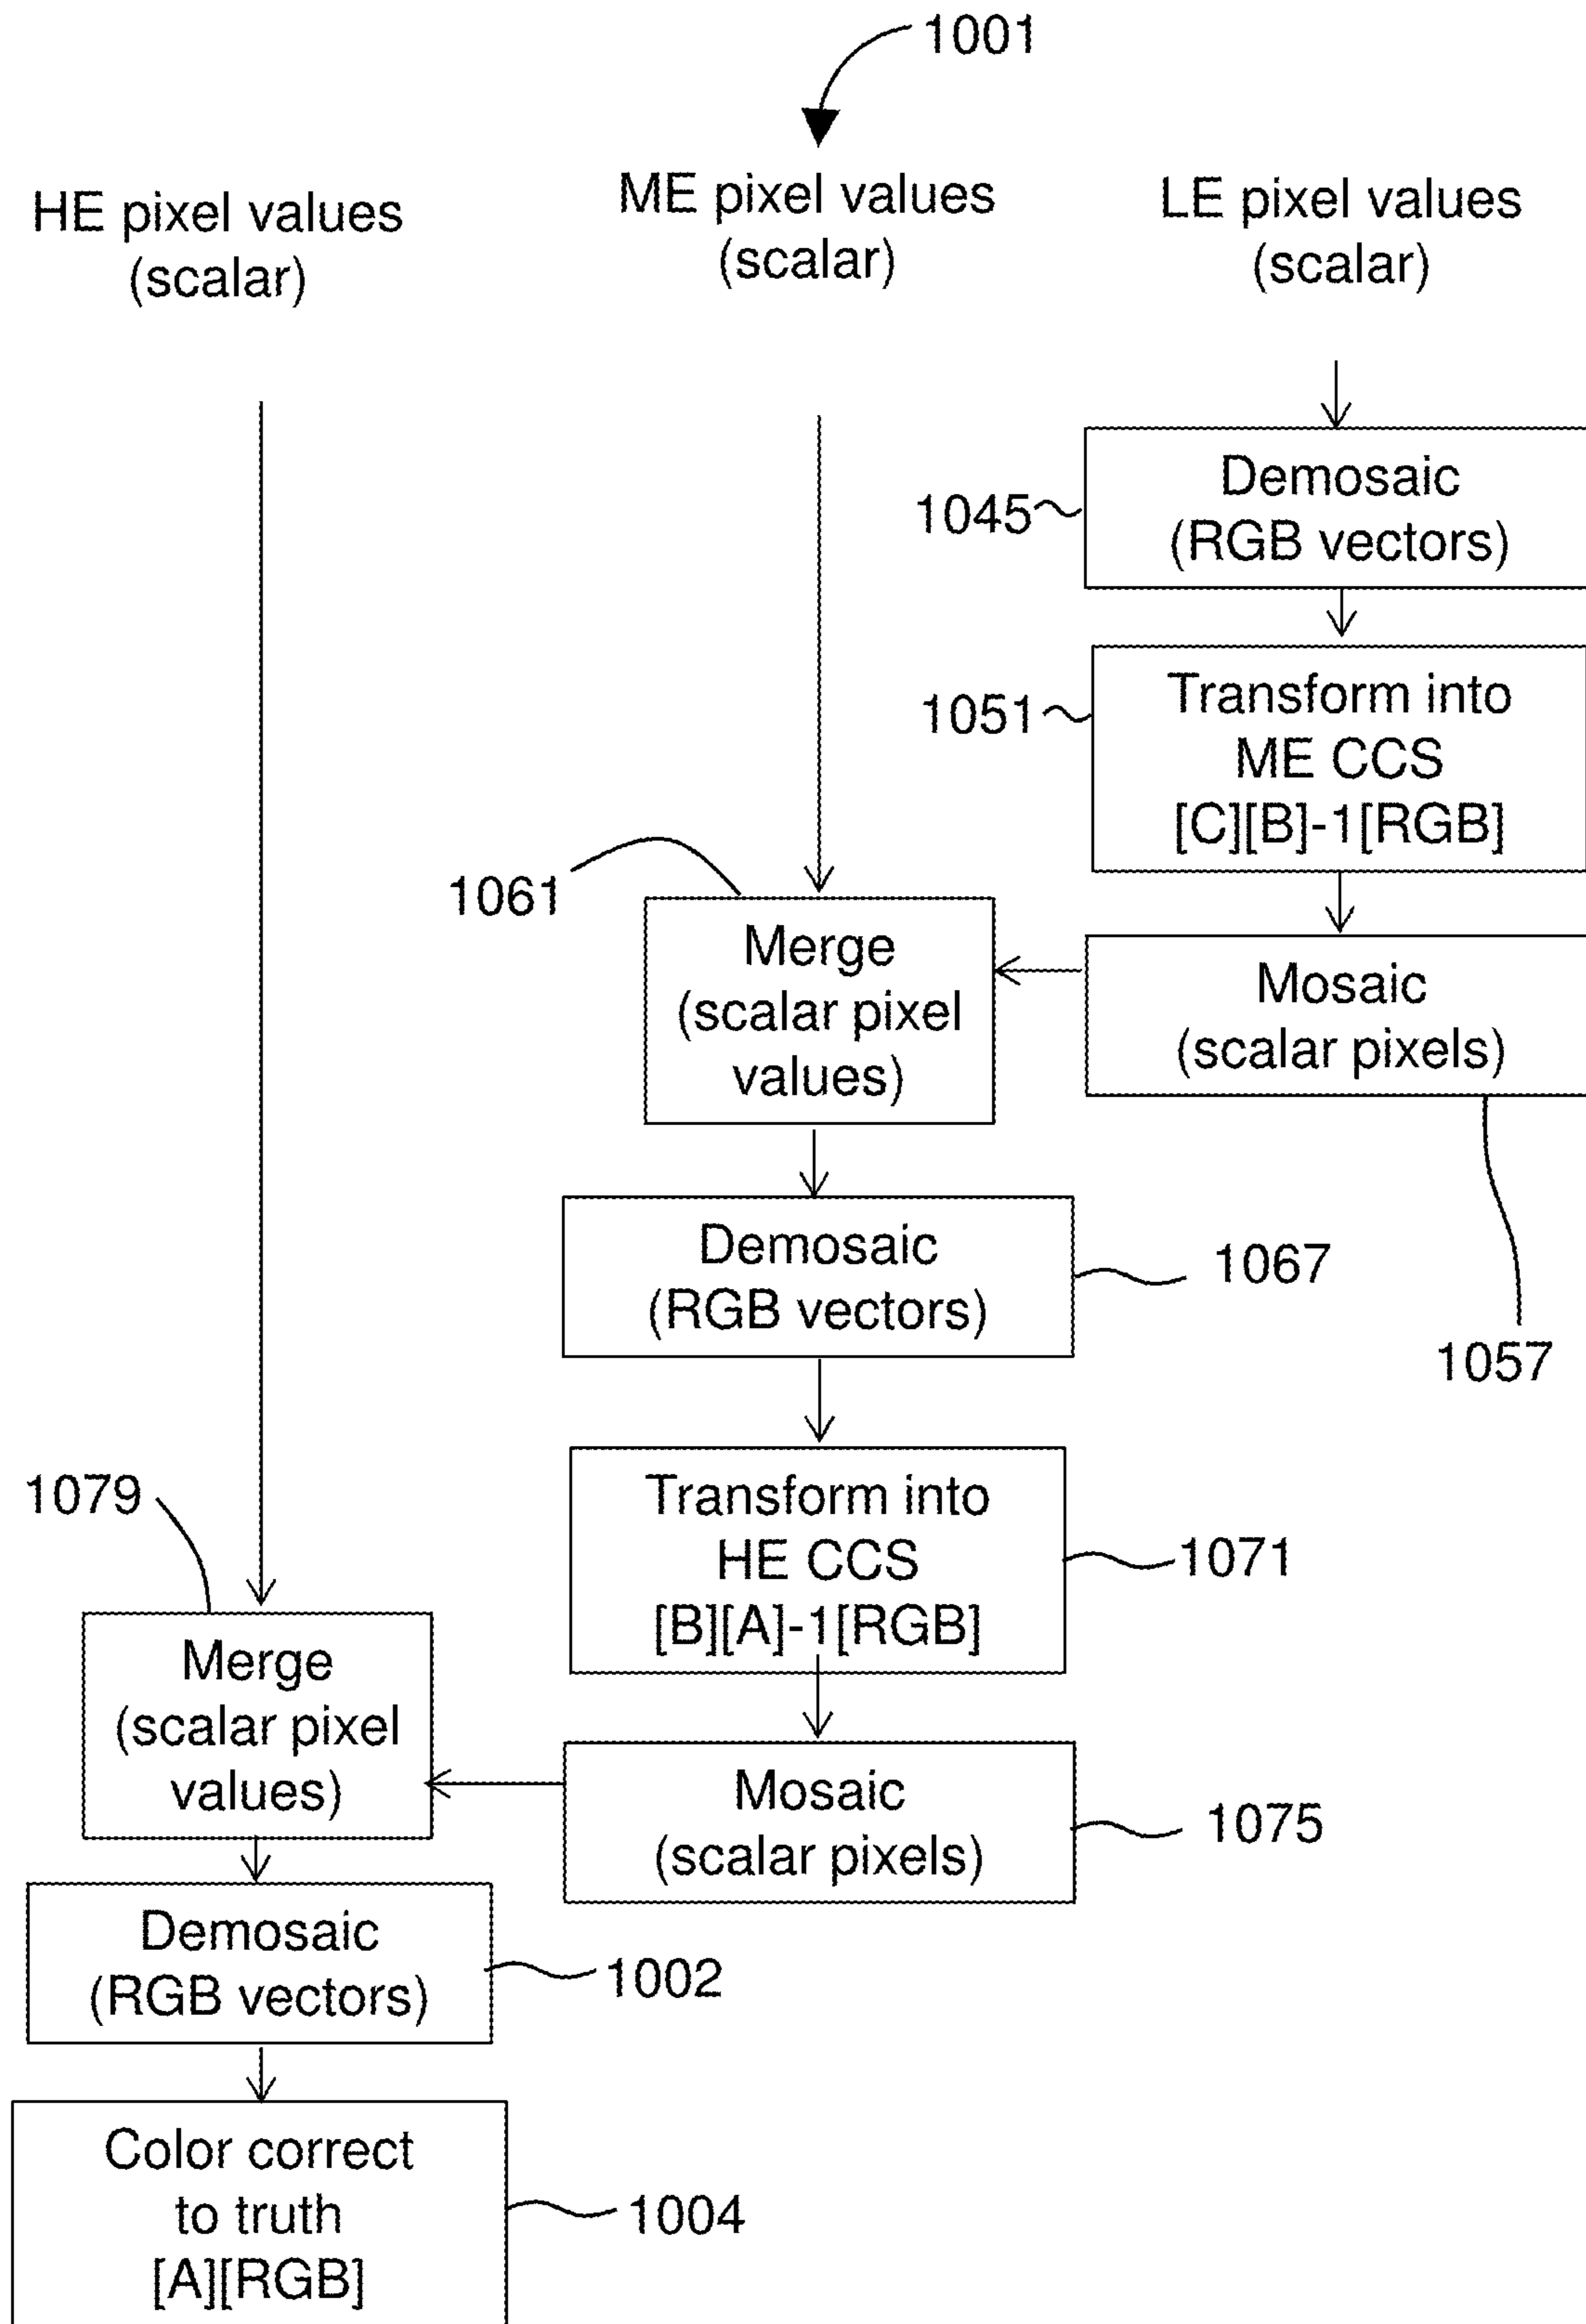 1001
HE pixel values
(scalar)
ME pixel values
(scalar)
LE pixel values
(scalar)
1045
Demosaic
(RGB vectors)
1051
Transform into
ME CCS
[C][B]-1[RGB]
1061
Merge
(scalar pixel
values)
Mosaic
(scalar pixels)
1057
Demosaic
(RGB vectors)
1067
Transform into
HE CCS
[B][A]-1[RGB]
1071
1079
Merge
(scalar pixel
values)
Mosaic
(scalar pixels)
1075
Demosaic
(RGB vectors)
1002
Color correct
to truth
[A][RGB]
1004